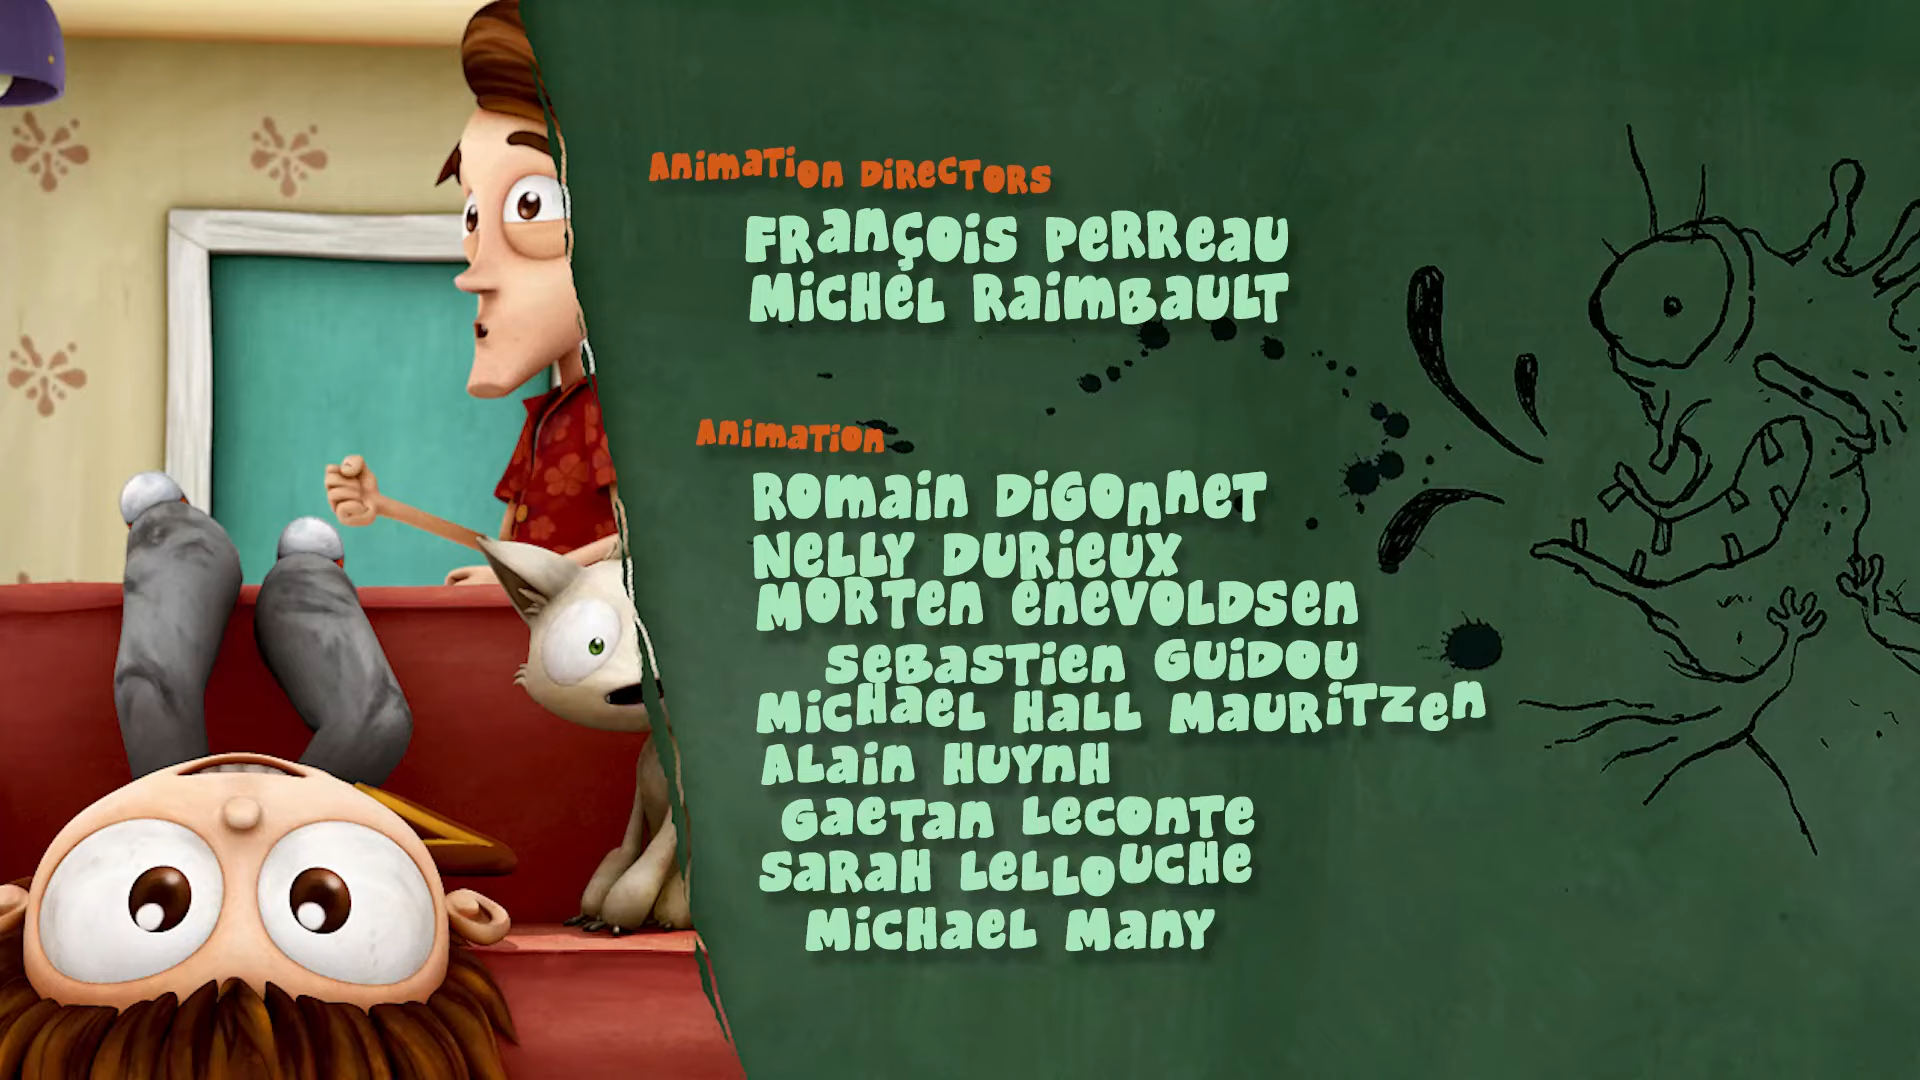 Animation Directors
François Perreau
Michel Raimbault
Animation
Romain Digonnet
Nelly Durieux
Morten Enevoldsen
Sebastien Guidou
Michael Hall Mauritzen
Alain Huynh
Gaetan Leconte
Sarah Lellouche
Michael Many